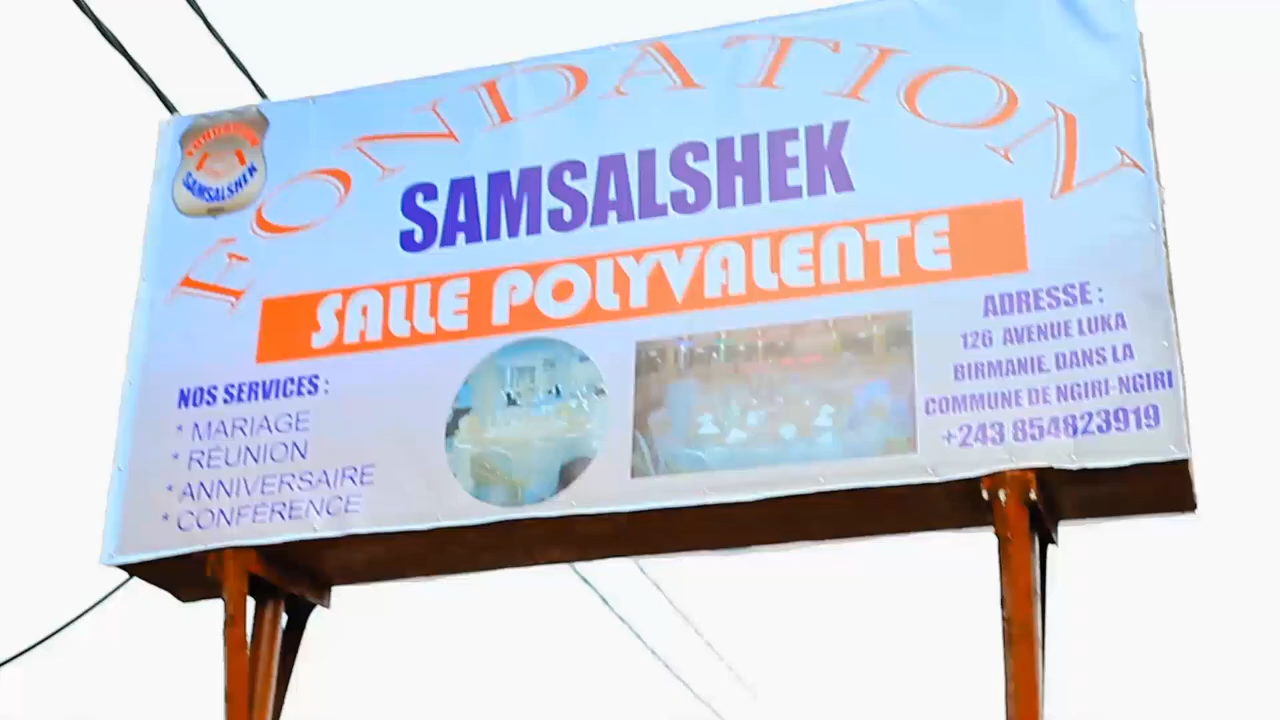 FONDATION
SAMSALSHEK
SAMSALSHEK
SALLE POLYVALENTE
NOS SERVICES :
* MARIAGE
* RÉUNION
* ANNIVERSAIRE
* CONFÉRENCE
ADRESSE :
126 AVENUE LUKA
BIRMANIE. DANS LA
COMMUNE DE NGIRI-NGIRI
+243 854823919